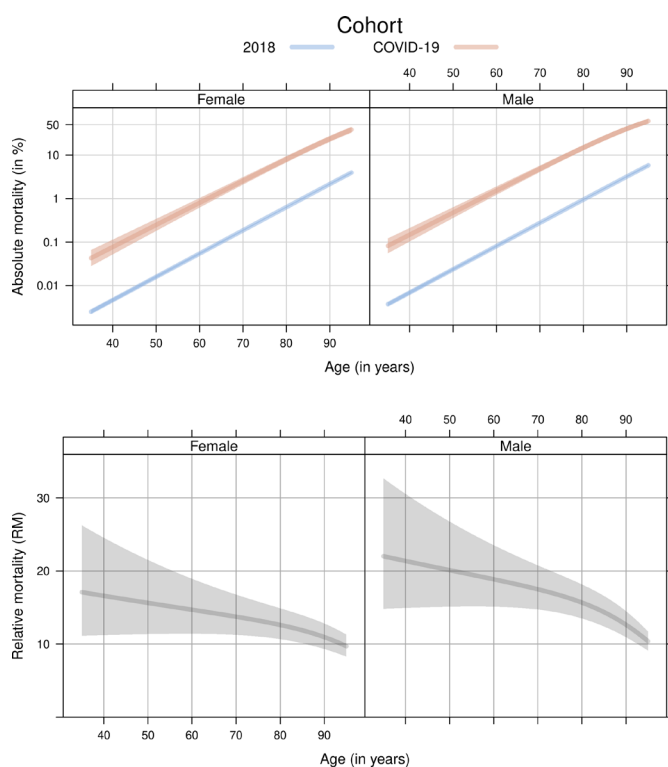 Cohort
2018 COVID-19
40 50 60 70 80 90
Female Male
Absolute mortality (in %)
50
10
1
0.1
0.01
40 50 60 70 80 90
Age (in years)
40 50 60 70 80 90
Female Male
Relative mortality (RM)
30
20
10
40 50 60 70 80 90
Age (in years)